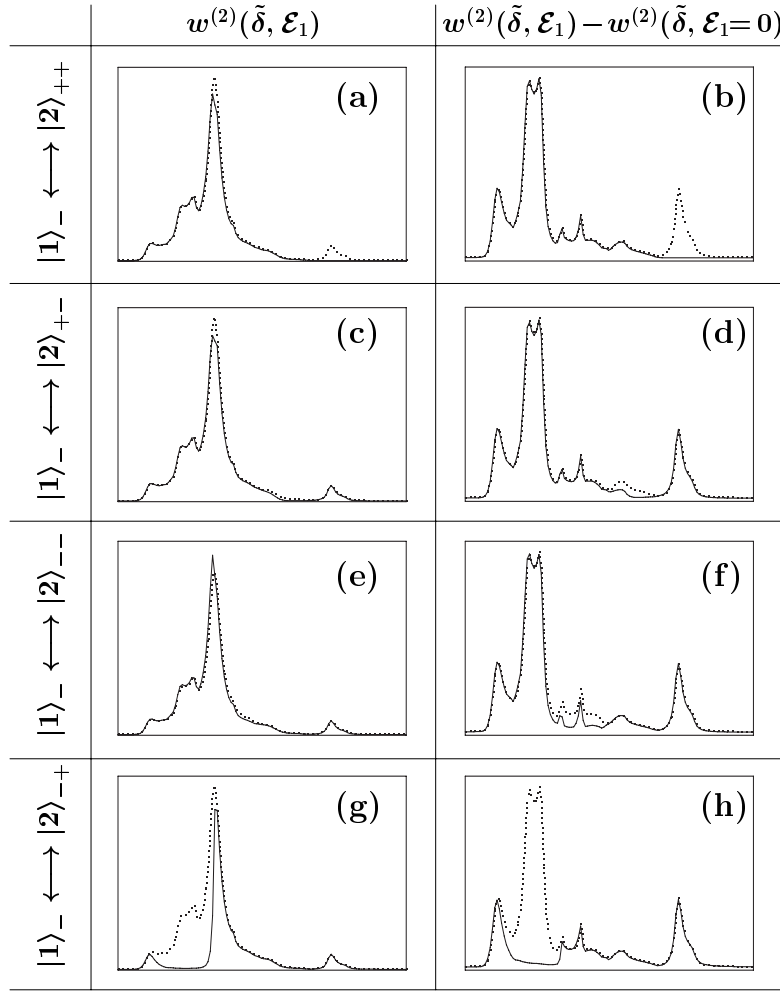 w⁽²⁾(δ̃, ℰ₁)
w⁽²⁾(δ̃, ℰ₁) − w⁽²⁾(δ̃, ℰ₁=0)
|1⟩₋ ⟷ |2⟩₊₊
(a)
(b)
|1⟩₋ ⟷ |2⟩₊₋
(c)
(d)
|1⟩₋ ⟷ |2⟩₋₋
(e)
(f)
|1⟩₋ ⟷ |2⟩₋₊
(g)
(h)